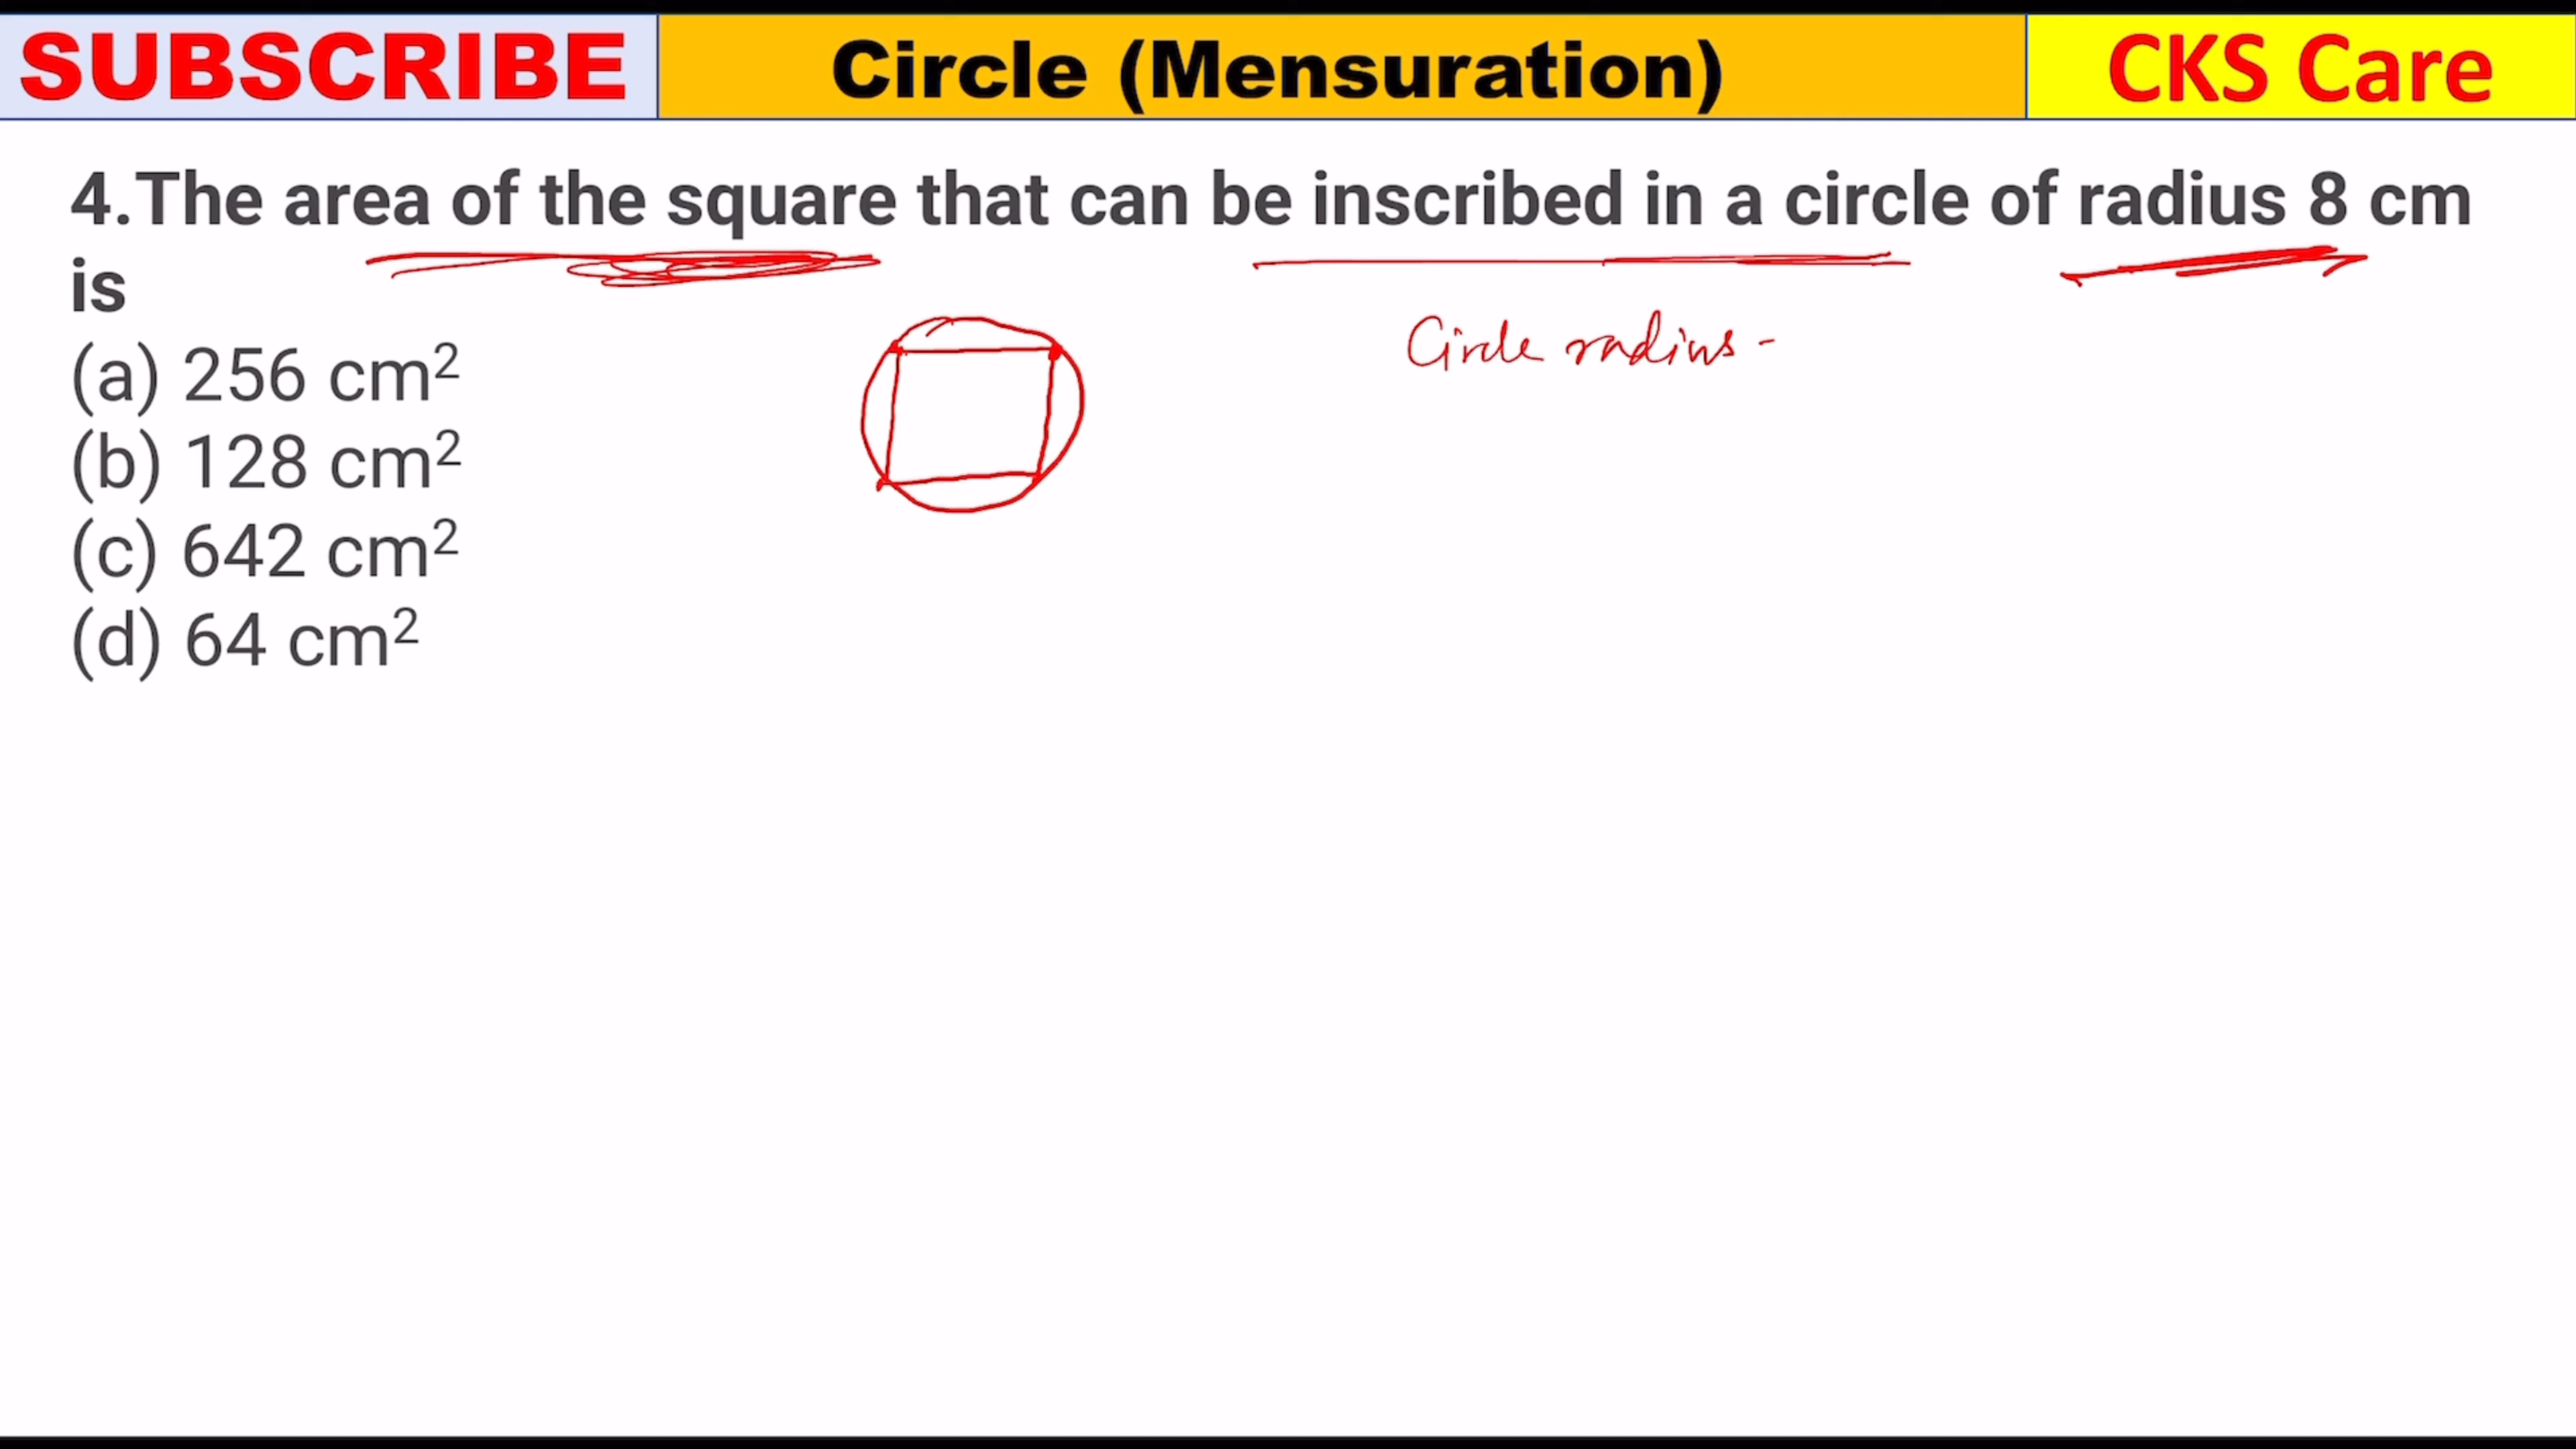 SUBSCRIBE
Circle (Mensuration)
CKS Care
4.The area of the square that can be inscribed in a circle of radius 8 cm
is
Circle radius -
(a) 256 cm²
(b) 128 cm²
(c) 642 cm²
(d) 64 cm²